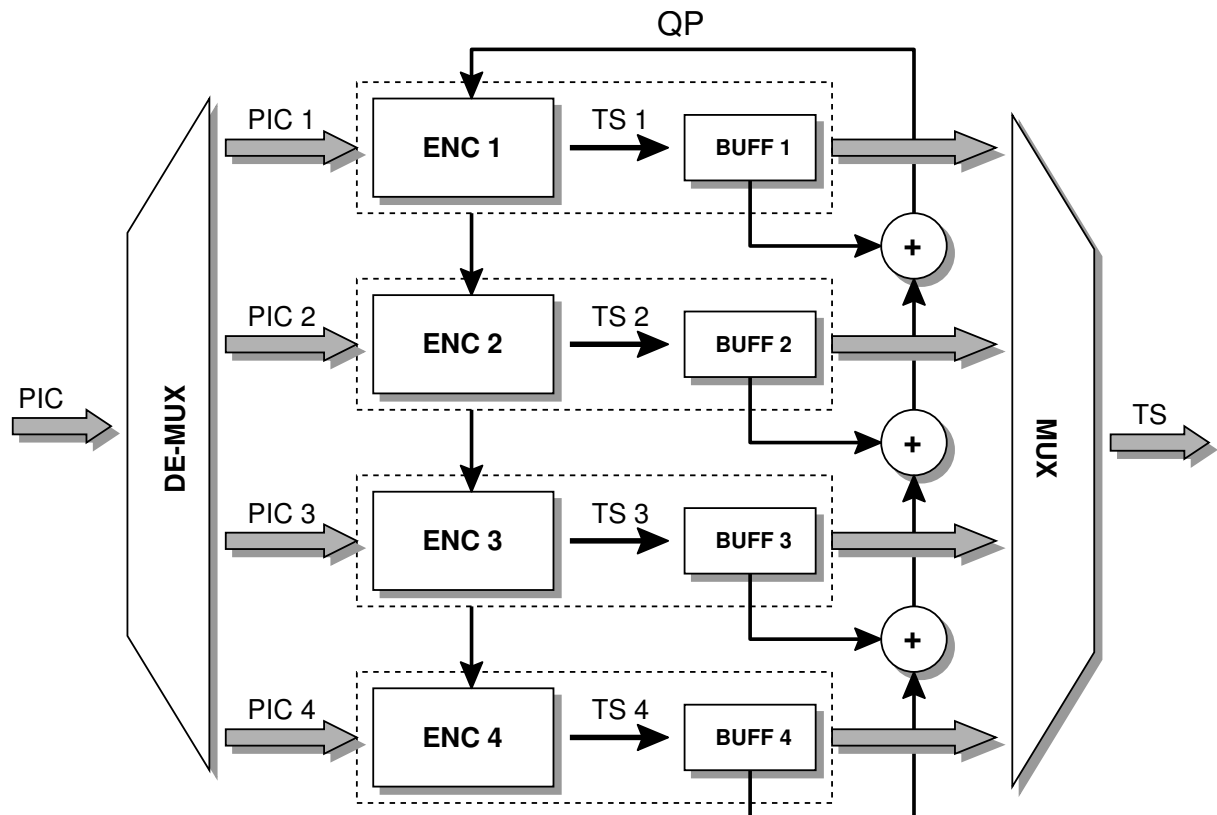 QP
PIC 1
ENC 1
TS 1
BUFF 1
+
PIC 2
ENC 2
TS 2
BUFF 2
PIC
DE-MUX
+
MUX
TS
PIC 3
ENC 3
TS 3
BUFF 3
+
PIC 4
ENC 4
TS 4
BUFF 4